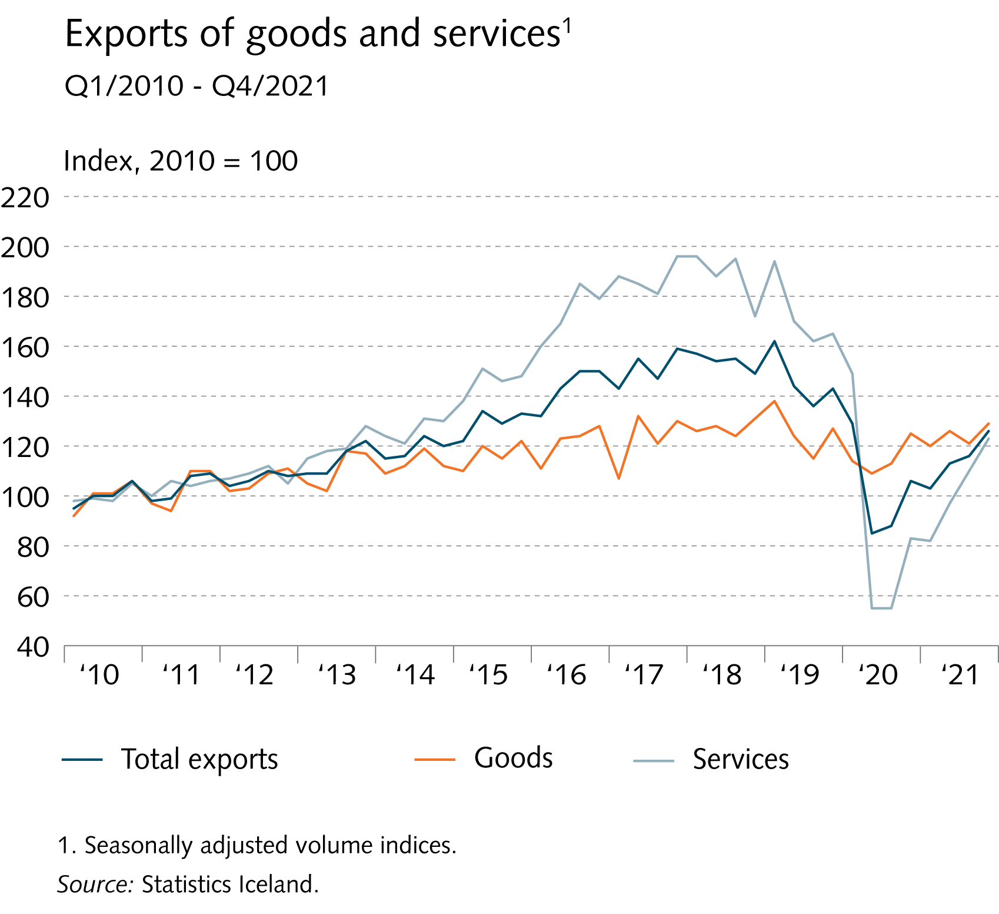 Exports of goods and services¹
Q1/2010 - Q4/2021
Index, 2010 = 100
220
200
180
160
140
120
100
80
60
40
‘10 ‘11 ‘12 ‘13 ‘14 ‘15 ‘16 ‘17 ‘18 ‘19 ‘20 ‘21
Total exports Goods Services
1. Seasonally adjusted volume indices.
Source: Statistics Iceland.